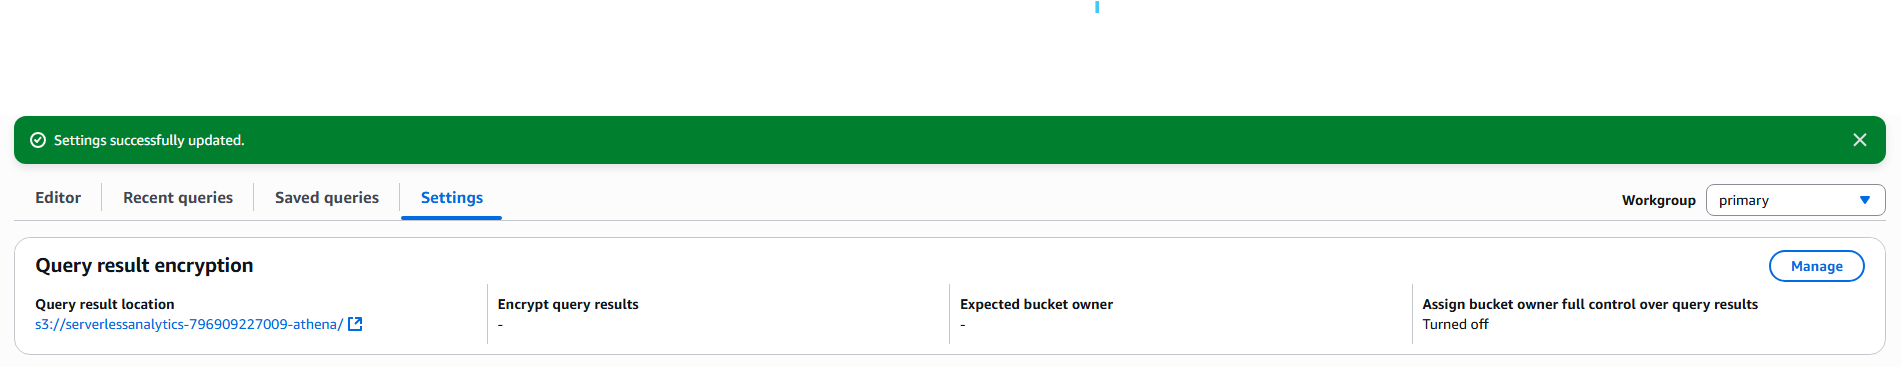 Settings successfully updated.
Editor Recent queries Saved queries Settings
Workgroup primary
Query result encryption
Manage
Query result location Encrypt query results Expected bucket owner Assign bucket owner full control over query results
s3://serverlessanalytics-796909227009-athena/ - - Turned off